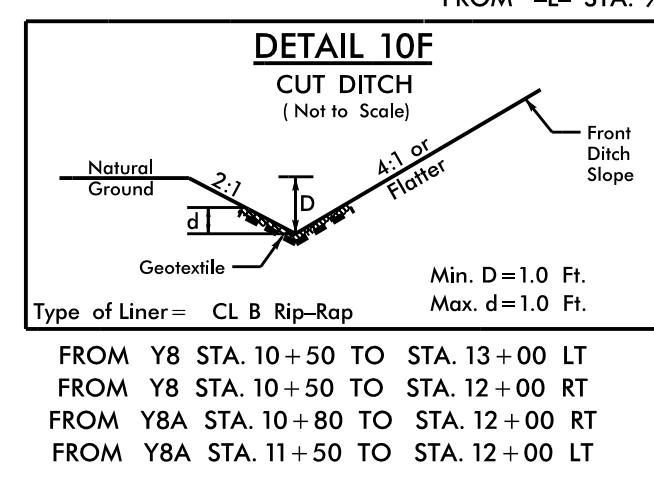 FROM -L- STA.
DETAIL 10F
CUT DITCH
( Not to Scale)
Natural
Ground
2:1
4:1 or
Flatter
Front
Ditch
Slope
D
d
Geotextile
Min. D=1.0 Ft.
Max. d=1.0 Ft.
Type of Liner= CL B Rip-Rap
FROM Y8 STA. 10+50 TO STA. 13+00 LT
FROM Y8 STA. 10+50 TO STA. 12+00 RT
FROM Y8A STA. 10+80 TO STA. 12+00 RT
FROM Y8A STA. 11+50 TO STA. 12+00 LT